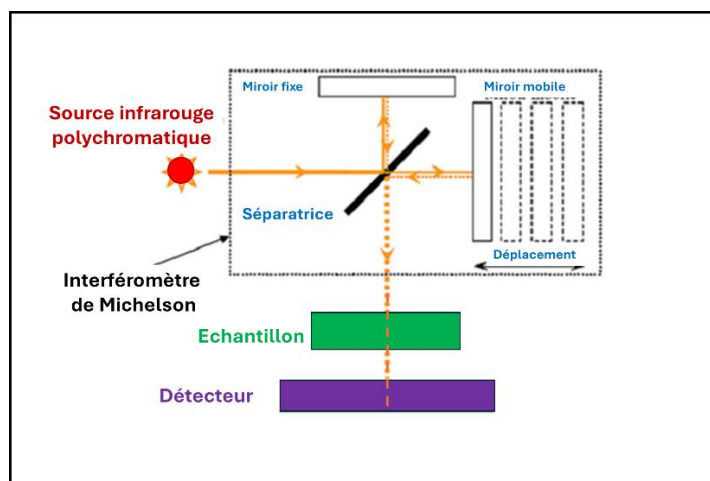 Miroir fixe
Miroir mobile
Source infrarouge
polychromatique
Séparatrice
Déplacement
Interféromètre
de Michelson
Echantillon
Détecteur